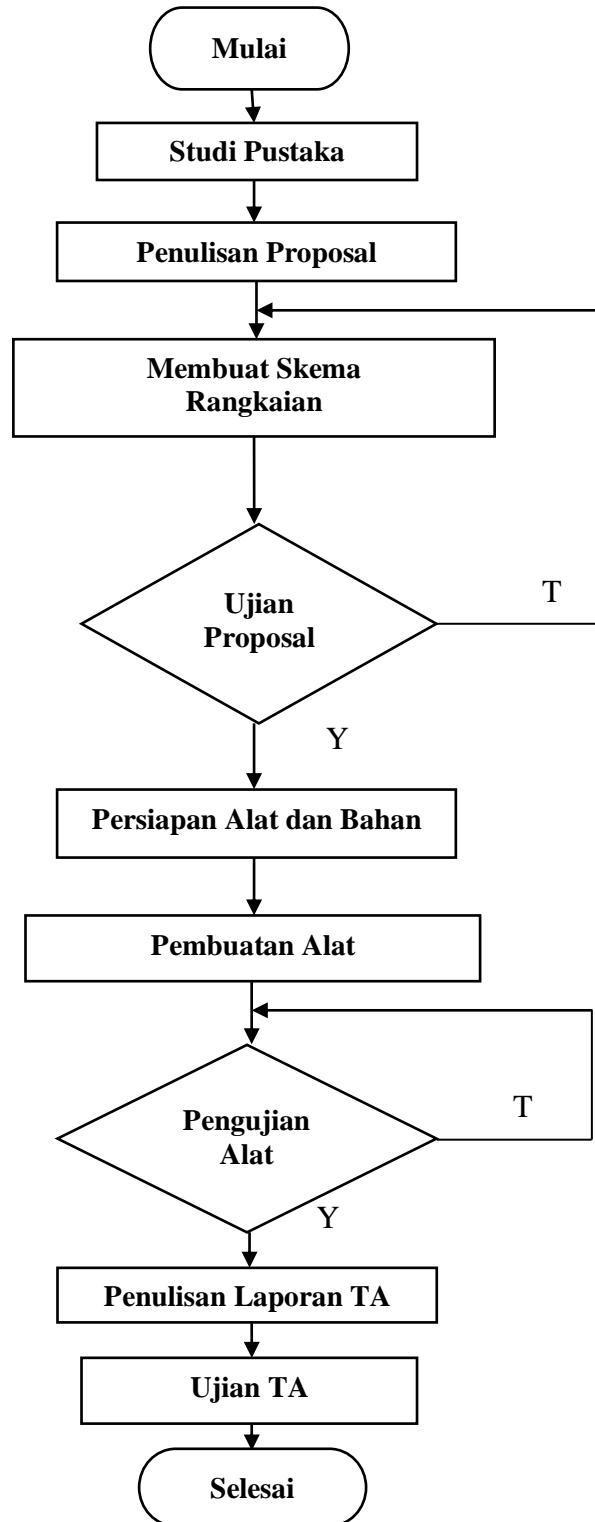 Mulai
Studi Pustaka
Penulisan Proposal
Membuat Skema
Rangkaian
Ujian
Proposal
T
Y
Persiapan Alat dan Bahan
Pembuatan Alat
Pengujian
Alat
T
Y
Penulisan Laporan TA
Ujian TA
Selesai